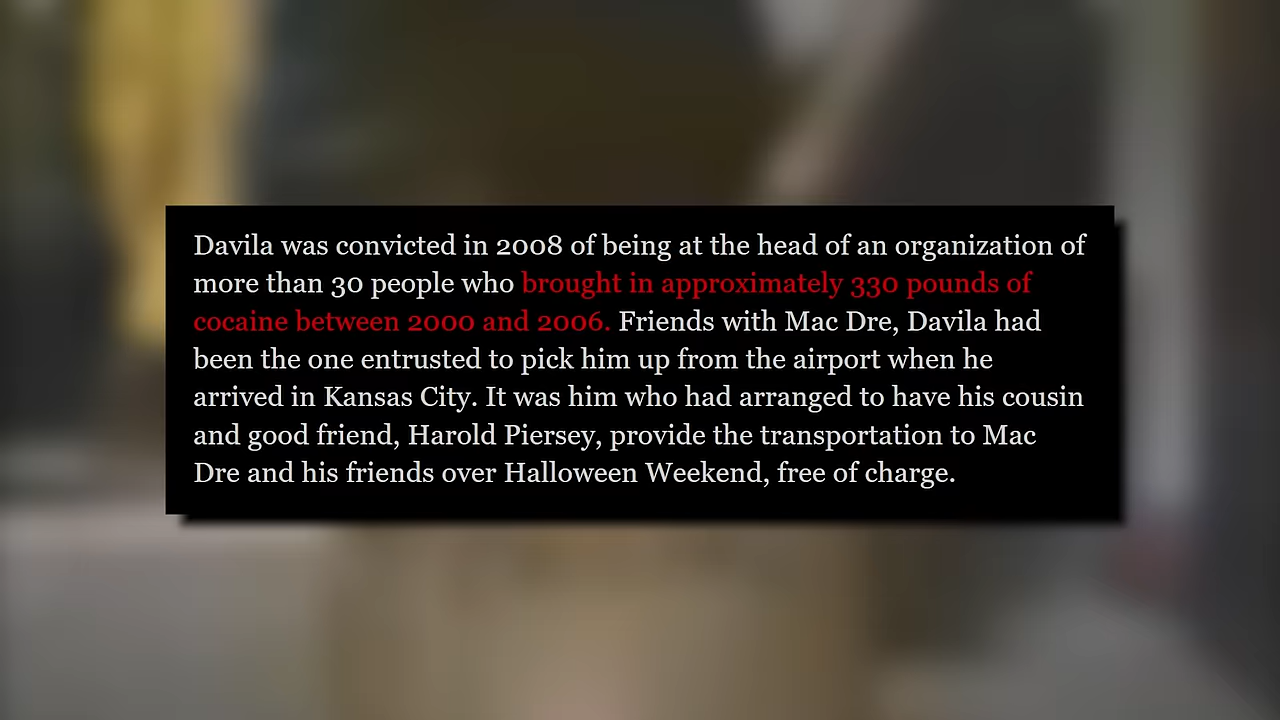 Davila was convicted in 2008 of being at the head of an organization of
more than 30 people who brought in approximately 330 pounds of
cocaine between 2000 and 2006. Friends with Mac Dre, Davila had
been the one entrusted to pick him up from the airport when he
arrived in Kansas City. It was him who had arranged to have his cousin
and good friend, Harold Piersey, provide the transportation to Mac
Dre and his friends over Halloween Weekend, free of charge.